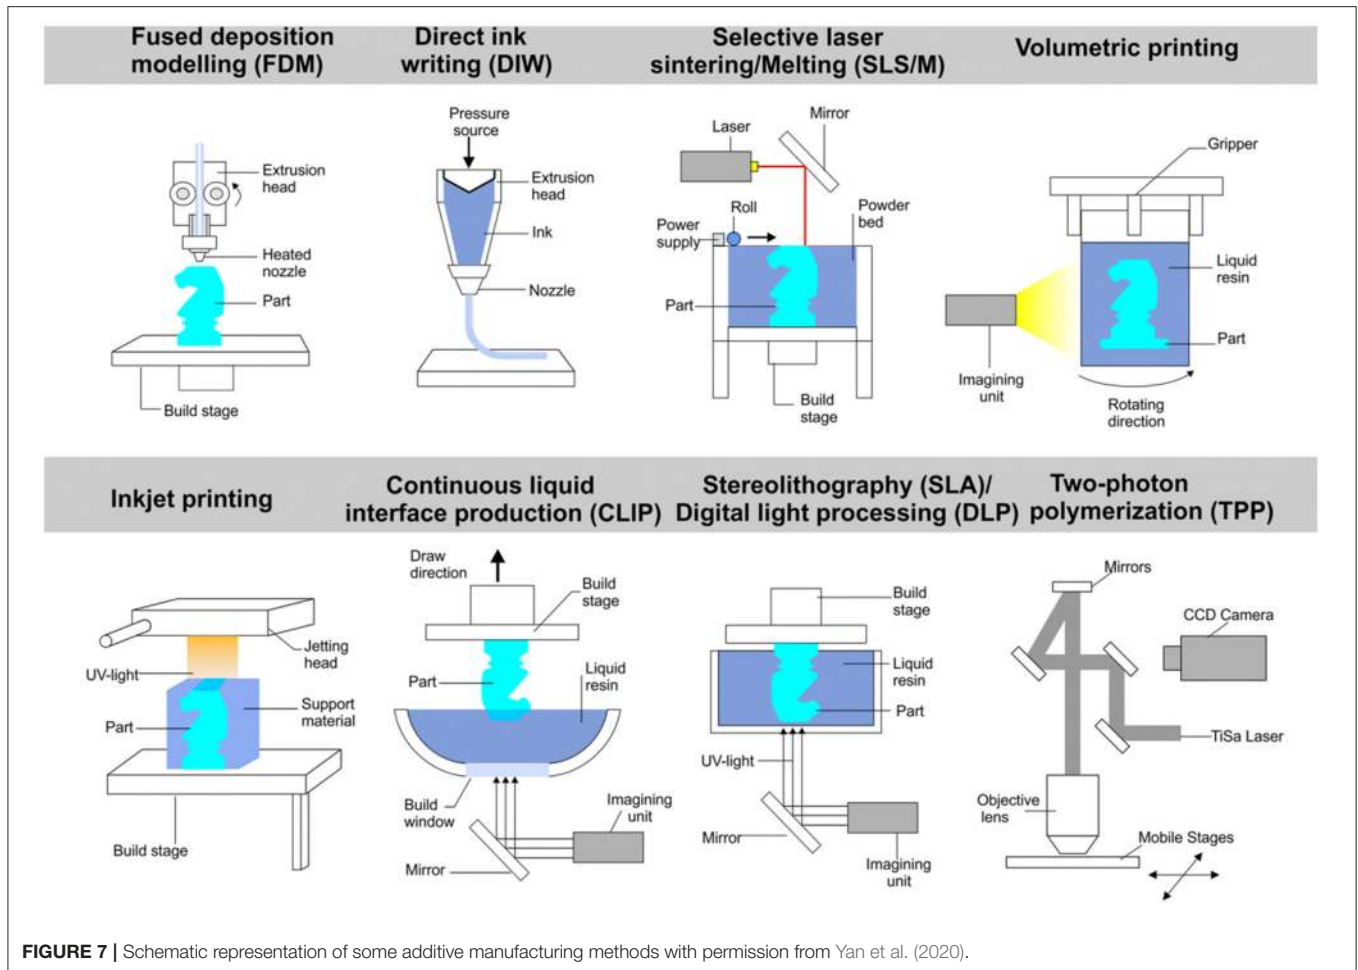 Fused deposition
modelling (FDM)
Direct ink
writing (DIW)
Selective laser
sintering/Melting (SLS/M)
Volumetric printing
Extrusion
head
Heated
nozzle
Part
Build stage
Pressure
source
Extrusion
head
Ink
Nozzle
Laser
Mirror
Roll
Power
supply
Powder
bed
Part
Build
stage
Gripper
Liquid
resin
Part
Imagining
unit
Rotating
direction
Inkjet printing
Continuous liquid
interface production (CLIP)
Stereolithography (SLA)/
Digital light processing (DLP)
Two-photon
polymerization (TPP)
Jetting
head
UV-light
Support
material
Part
Build stage
Draw
direction
Build
stage
Part
Liquid
resin
Build
window
Imagining
unit
Mirror
Build
stage
Liquid
resin
Part
UV-light
Mirror
Imagining
unit
Mirrors
CCD Camera
TiSa Laser
Objective
lens
Mobile Stages
FIGURE 7 | Schematic representation of some additive manufacturing methods with permission from Yan et al. (2020).